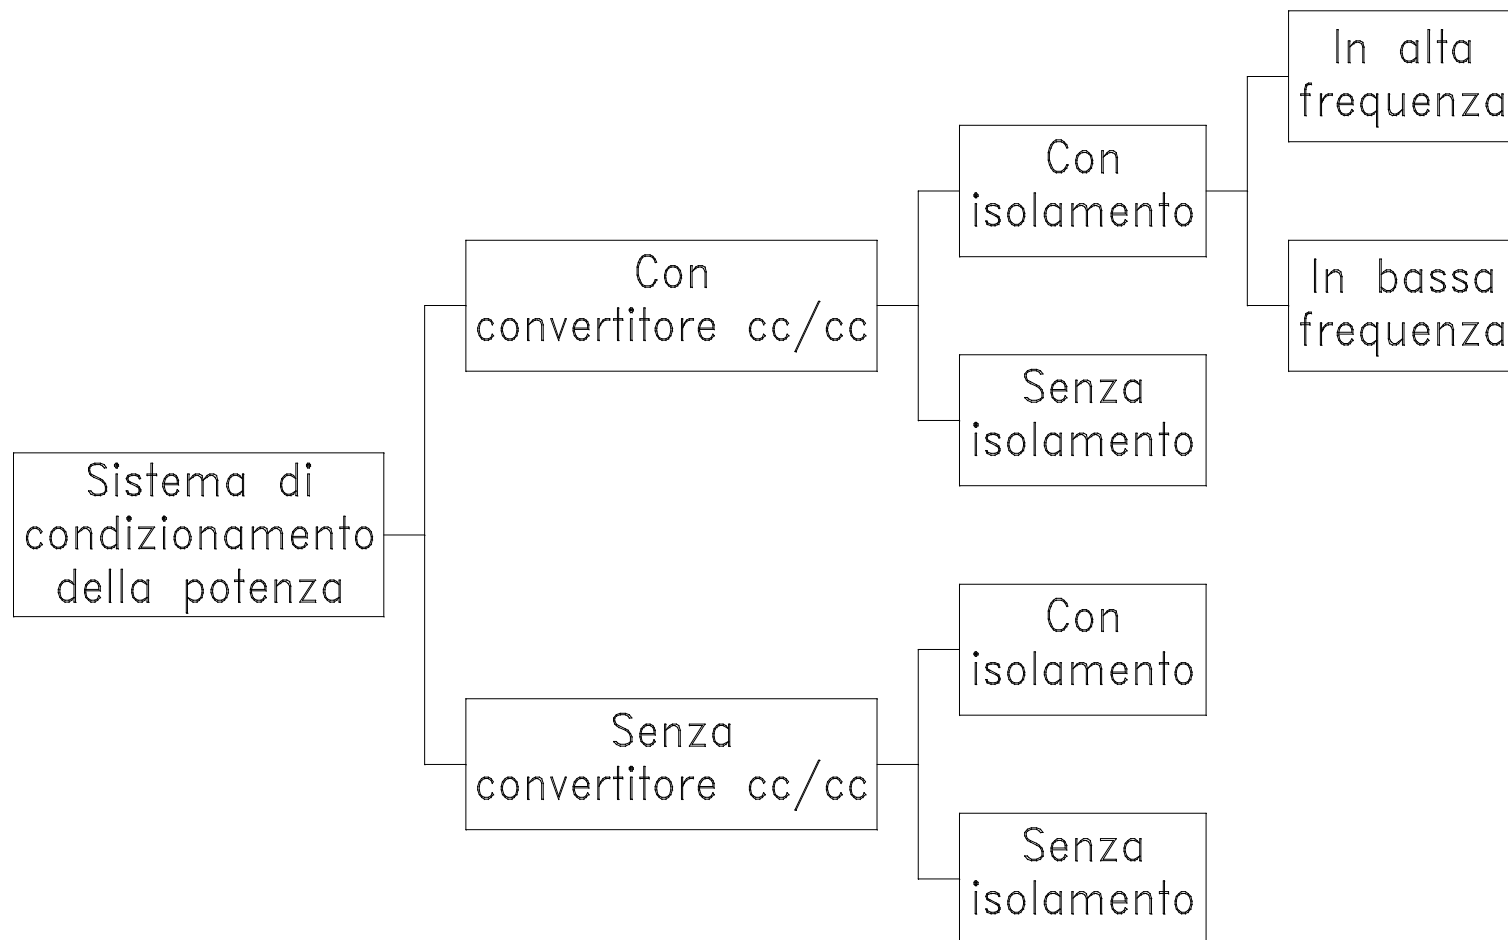 In alta
frequenza
Con
isolamento
Con
convertitore cc/cc
In bassa
frequenza
Senza
isolamento
Sistema di
condizionamento
della potenza
Con
isolamento
Senza
convertitore cc/cc
Senza
isolamento